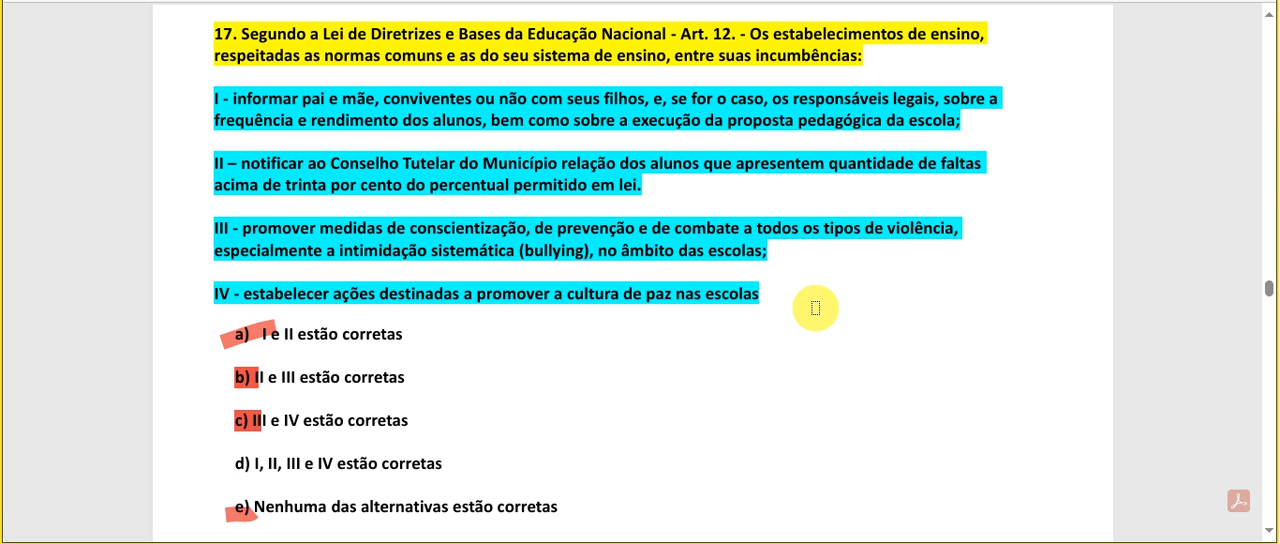 17. Segundo a Lei de Diretrizes e Bases da Educação Nacional - Art. 12. - Os estabelecimentos de ensino,
respeitadas as normas comuns e as do seu sistema de ensino, entre suas incumbências:
I - informar pai e mãe, conviventes ou não com seus filhos, e, se for o caso, os responsáveis legais, sobre a
frequência e rendimento dos alunos, bem como sobre a execução da proposta pedagógica da escola;
II – notificar ao Conselho Tutelar do Município relação dos alunos que apresentem quantidade de faltas
acima de trinta por cento do percentual permitido em lei.
III - promover medidas de conscientização, de prevenção e de combate a todos os tipos de violência,
especialmente a intimidação sistemática (bullying), no âmbito das escolas;
IV - estabelecer ações destinadas a promover a cultura de paz nas escolas
a) I e II estão corretas
b) II e III estão corretas
c) III e IV estão corretas
d) I, II, III e IV estão corretas
e) Nenhuma das alternativas estão corretas